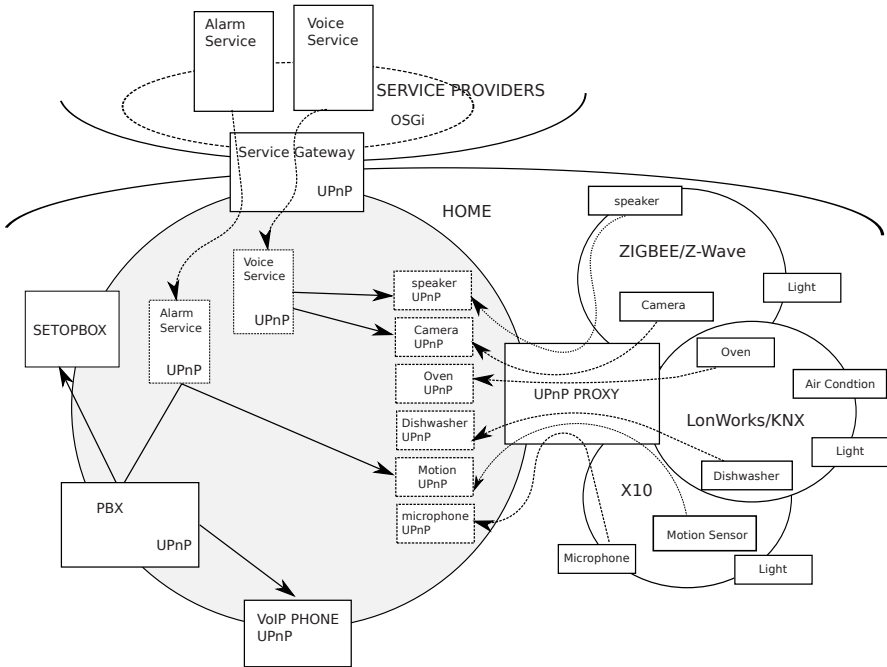 Alarm
Service
Voice
Service
SERVICE PROVIDERS
OSGi
Service Gateway
UPnP
HOME
speaker
ZIGBEE/Z-Wave
Light
Camera
Voice
Service
UPnP
speaker
UPnP
SETOPBOX
Alarm
Service
UPnP
Camera
UPnP
Oven
UPnP
UPnP PROXY
Oven
Air Condtion
LonWorks/KNX
Light
Dishwasher
UPnP
Dishwasher
Motion
UPnP
X10
PBX
UPnP
microphone
UPnP
Motion Sensor
Microphone
Light
VoIP PHONE
UPnP